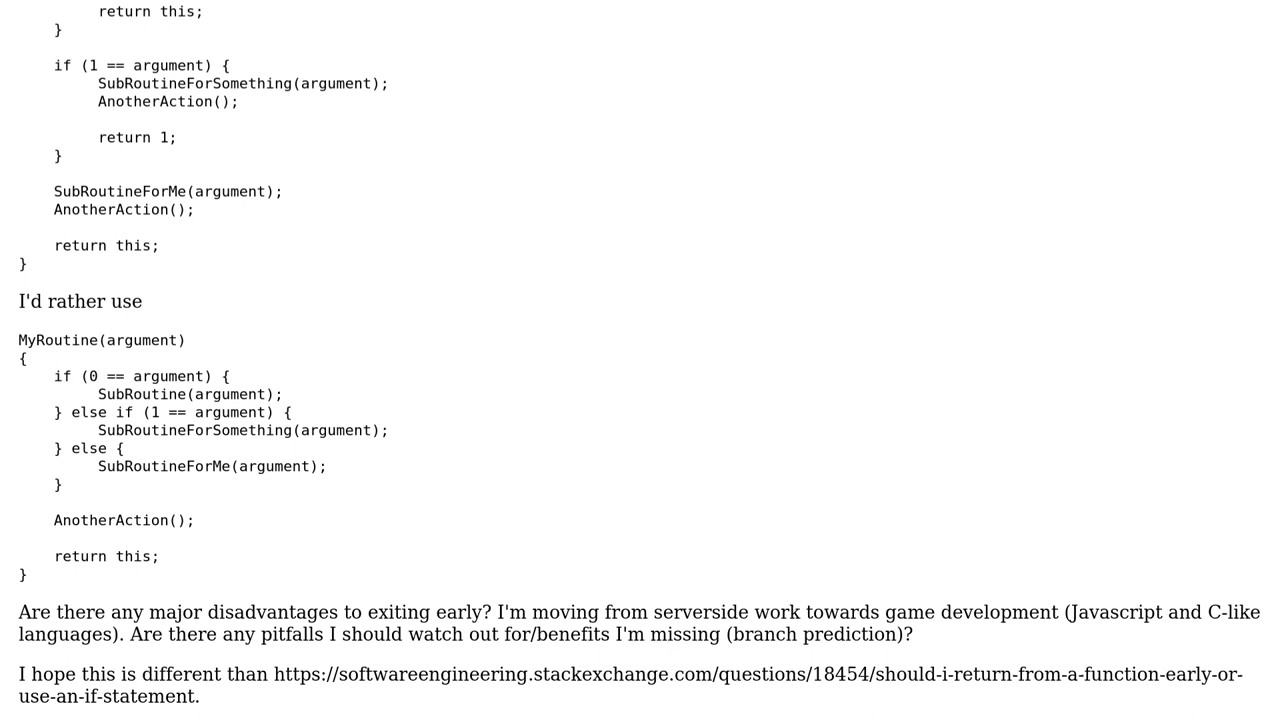 return this;
}
if (1 == argument) {
SubRoutineForSomething(argument);
AnotherAction();
return 1;
}
SubRoutineForMe(argument);
AnotherAction();
return this;
}
I'd rather use
MyRoutine(argument)
{
if (0 == argument) {
SubRoutine(argument);
} else if (1 == argument) {
SubRoutineForSomething(argument);
} else {
SubRoutineForMe(argument);
}
AnotherAction();
return this;
}
Are there any major disadvantages to exiting early? I'm moving from serverside work towards game development (Javascript and C-like
languages). Are there any pitfalls I should watch out for/benefits I'm missing (branch prediction)?
I hope this is different than https://softwareengineering.stackexchange.com/questions/18454/should-i-return-from-a-function-early-or-
use-an-if-statement.